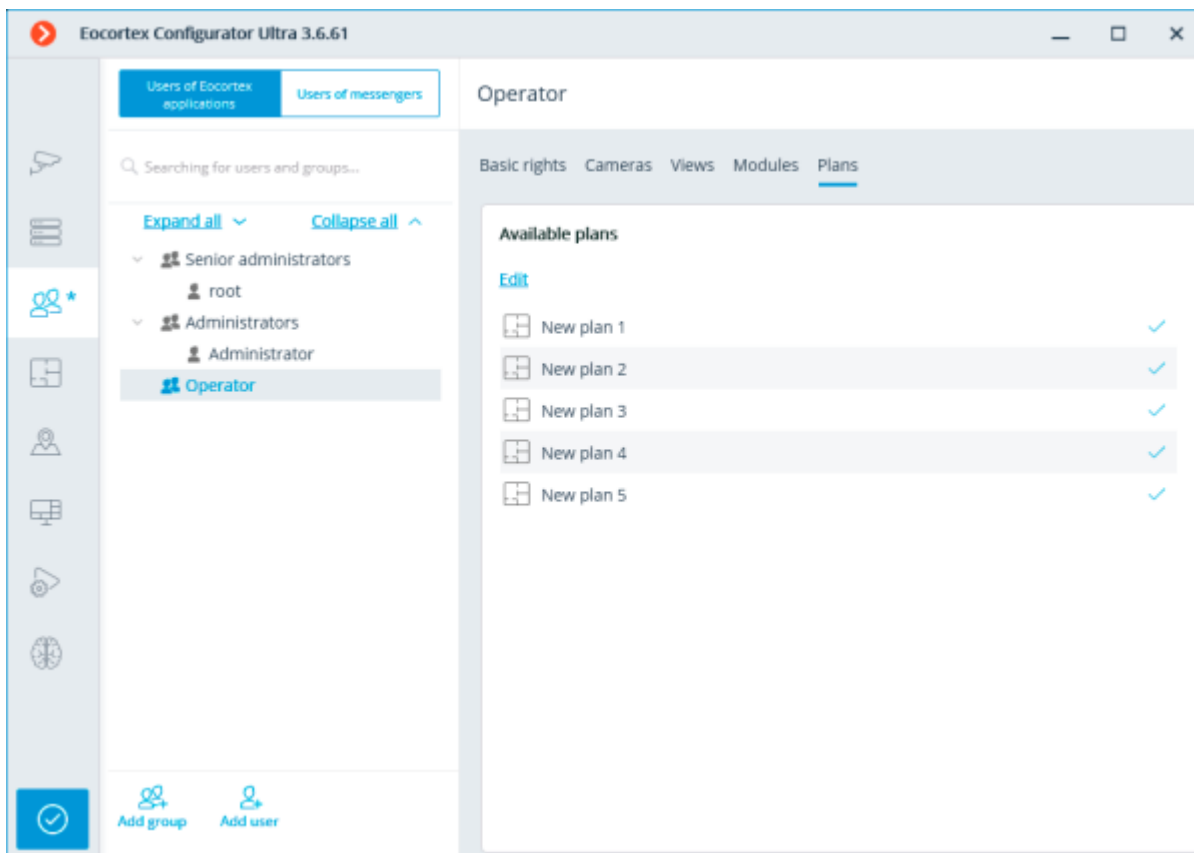 Eocortex Configurator Ultra 3.6.61
Users of Eocortex
applications
Users of messengers
Searching for users and groups...
Expand all
Collapse all
Senior administrators
root
Administrators
Administrator
Operator
Add group
Add user
Operator
Basic rights Cameras Views Modules Plans
Available plans
Edit
New plan 1
New plan 2
New plan 3
New plan 4
New plan 5